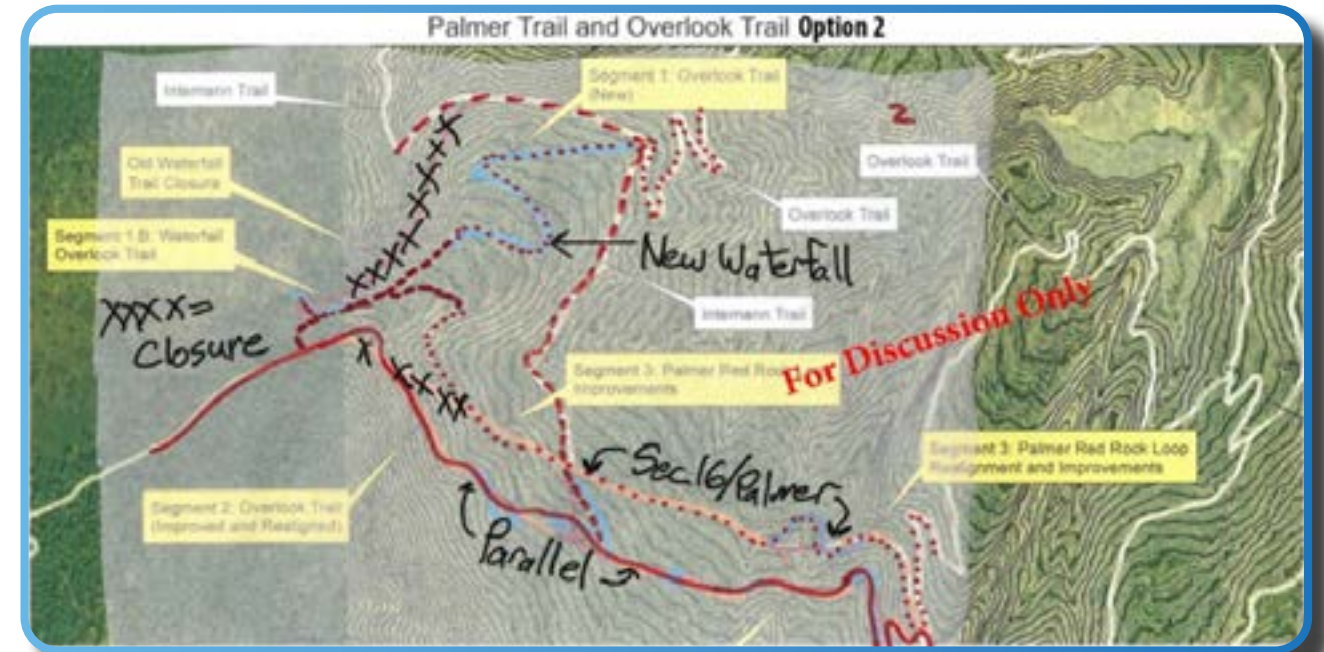 Palmer Trail and Overlook Trail Option 2
Intemann Trail
Segment 1: Overlook Trail
(New)
2
Old Waterfall
Trail Closure
Overlook Trail
Overlook Trail
Segment 1.B: Waterfall
Overlook Trail
New Waterfall
XXXX=
Closure
Intemann Trail
For Discussion Only
Segment 3: Palmer Red Rock
Improvements
Segment 3: Palmer Red Rock Loop
Realignment and Improvements
Sec 16/Palmer
Segment 2: Overlook Trail
(Improved and Realigned)
Parallel